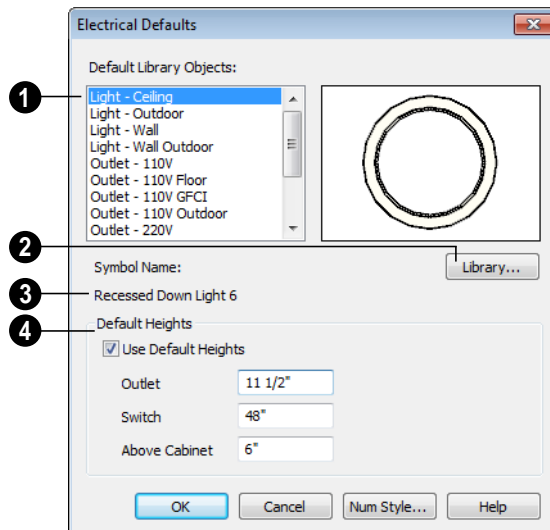 Electrical Defaults
Default Library Objects:
1
Light - Ceiling
Light - Outdoor
Light - Wall
Light - Wall Outdoor
Outlet - 110V
Outlet - 110V Floor
Outlet - 110V GFCI
Outlet - 110V Outdoor
Outlet - 220V
2
Symbol Name:
Library...
3
Recessed Down Light 6
4
Default Heights
Use Default Heights
Outlet 11 1/2"
Switch 48"
Above Cabinet 6"
OK Cancel Num Style... Help